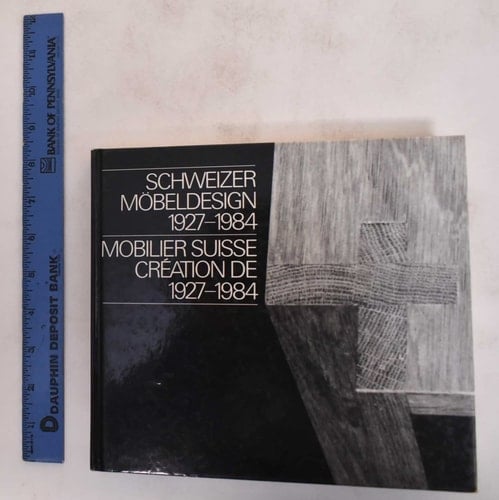 SCHWEIZER
MÖBELDESIGN
1927–1984
MOBILIER SUISSE
CRÉATION DE
1927–1984
BANK OF PENNSYLVANIA
DAUPHIN DEPOSIT BANK